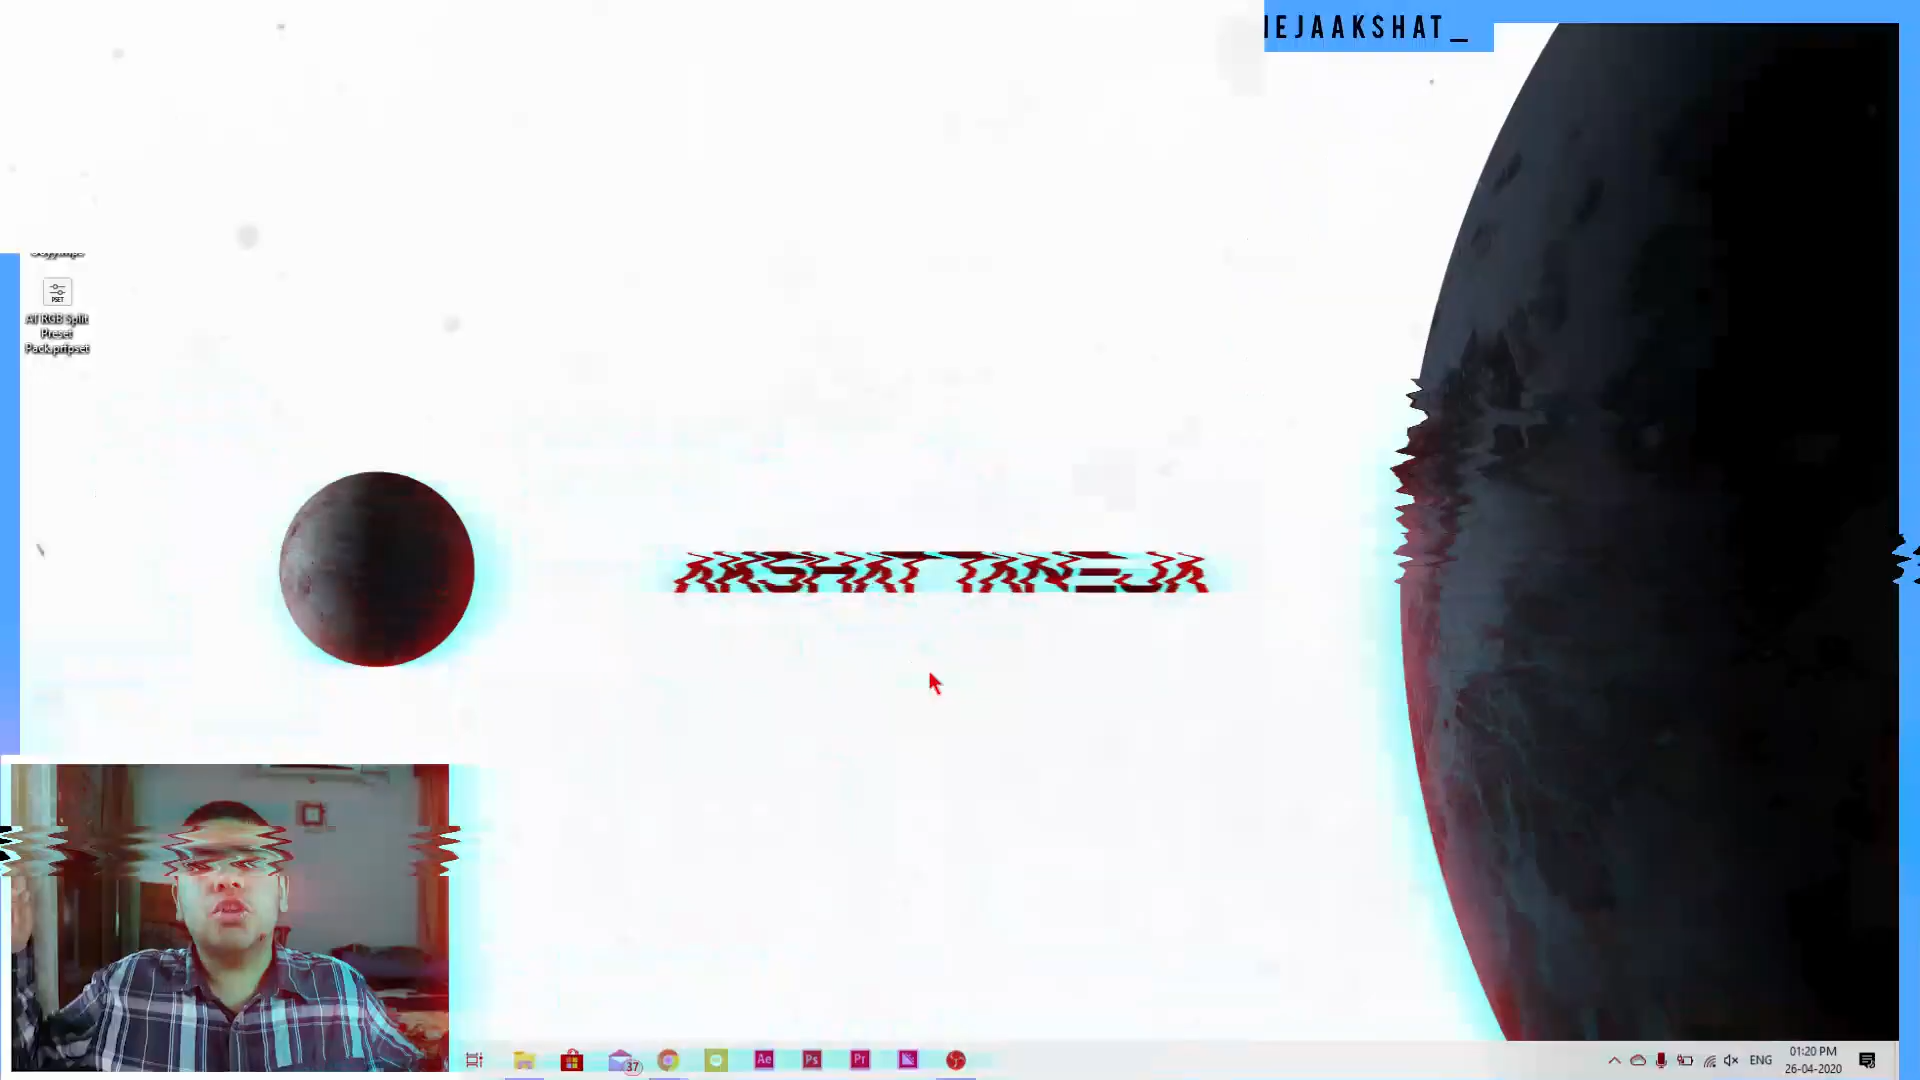 IEJAAKSHAT_
AT RGB Split
Preset
Pack.prfpset
PSET
AKSHAT TANEJA
37
Ae
Ps
Pr
ENG
01:20 PM
26-04-2020